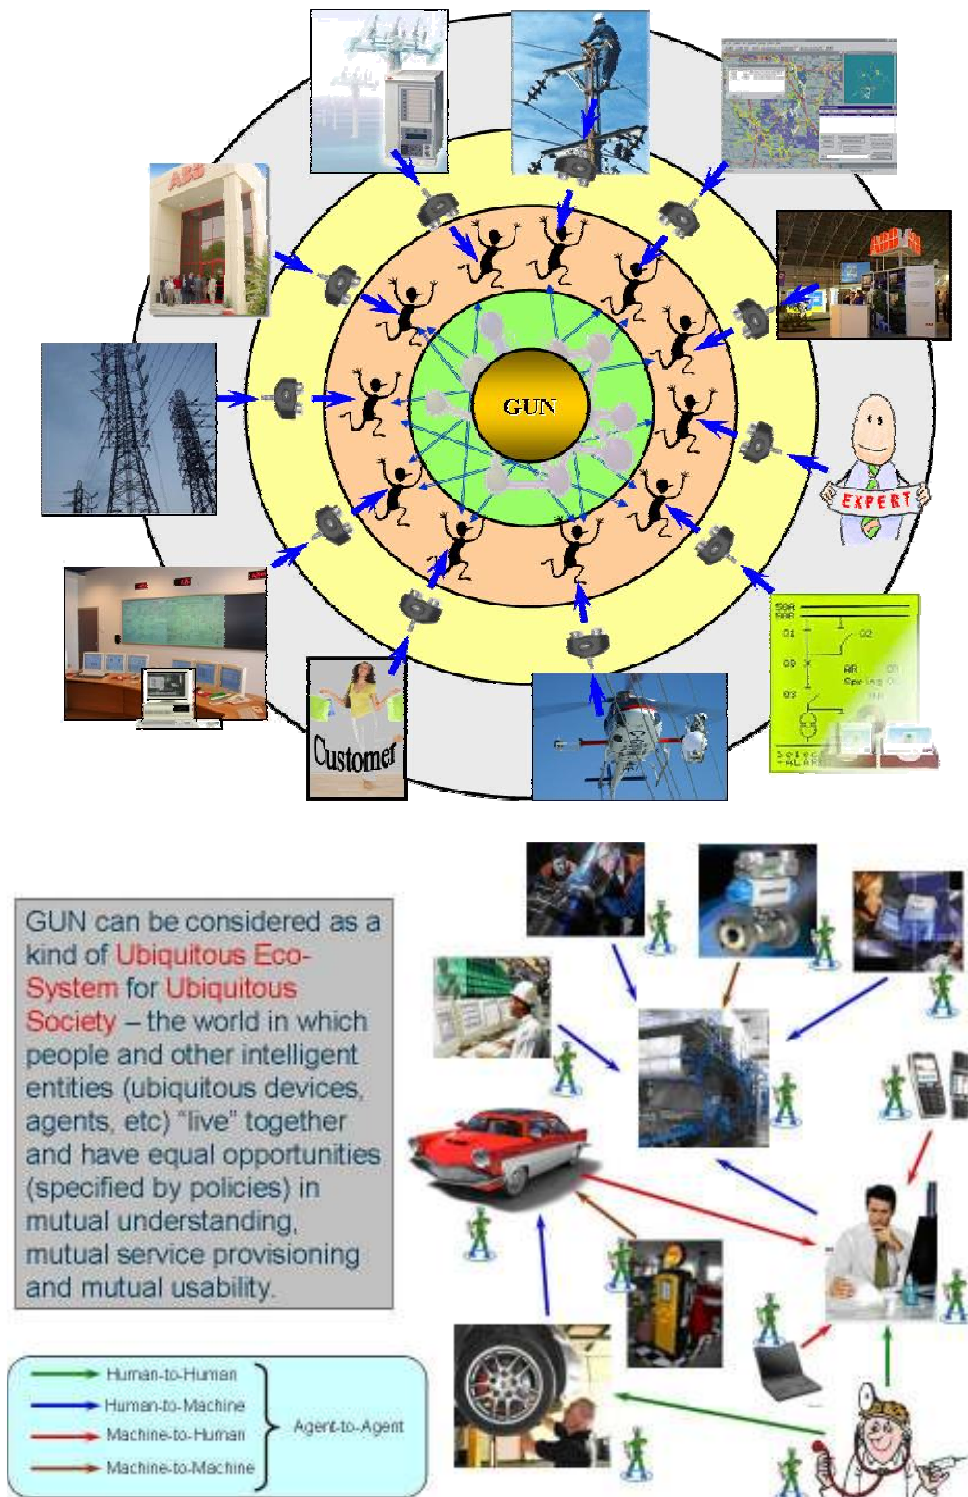 ABB
GUN
EXPERT
Customer
Q1
Q2
Q3
GUN can be considered as a
kind of Ubiquitous Eco-
System for Ubiquitous
Society – the world in which
people and other intelligent
entities (ubiquitous devices,
agents, etc) “live” together
and have equal opportunities
(specified by policies) in
mutual understanding,
mutual service provisioning
and mutual usability.
Human-to-Human
Human-to-Machine
Machine-to-Human
Machine-to-Machine
Agent-to-Agent